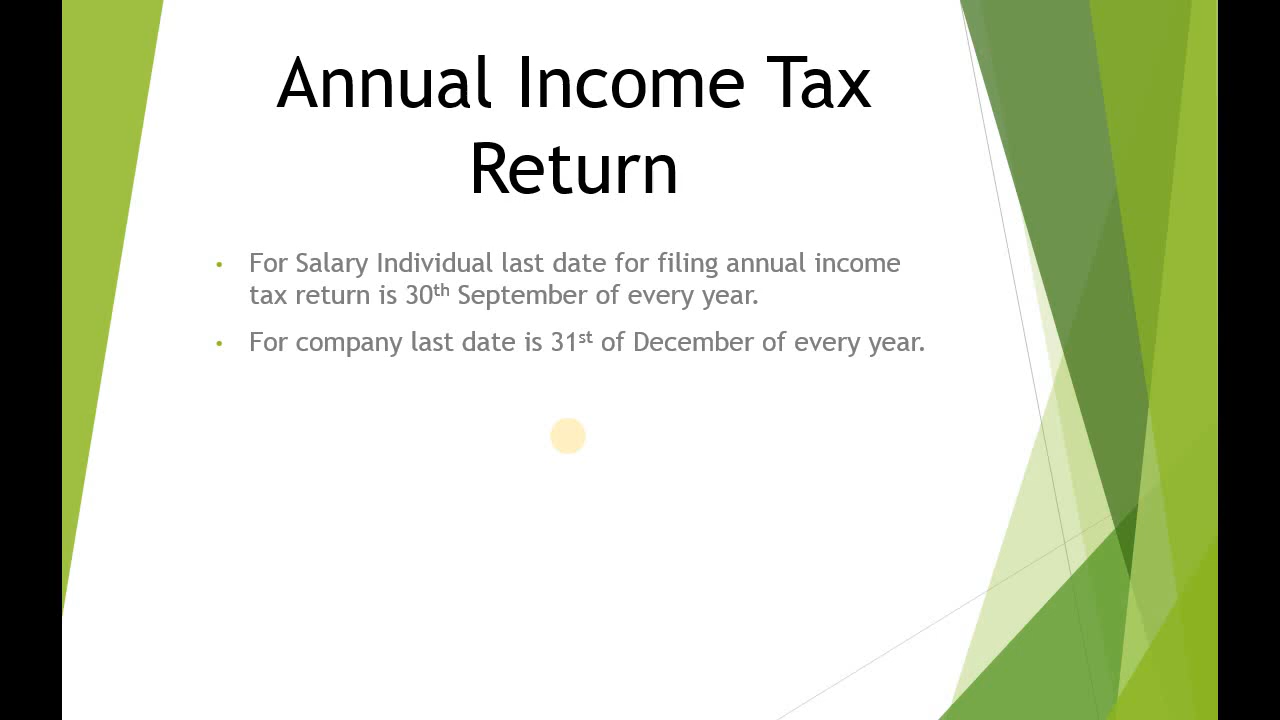 Annual Income Tax
Return
• For Salary Individual last date for filing annual income
tax return is 30th September of every year.
• For company last date is 31st of December of every year.